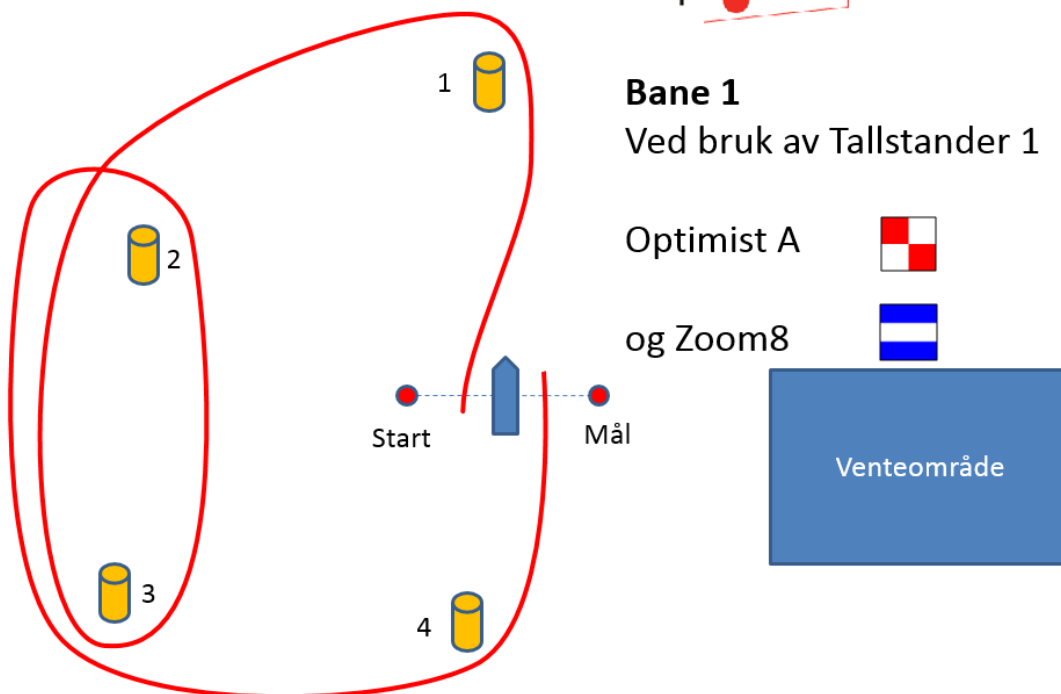 Bane 1
Ved bruk av Tallstander 1
Optimist A
og Zoom8
1
2
Start
Mål
Venteområde
3
4